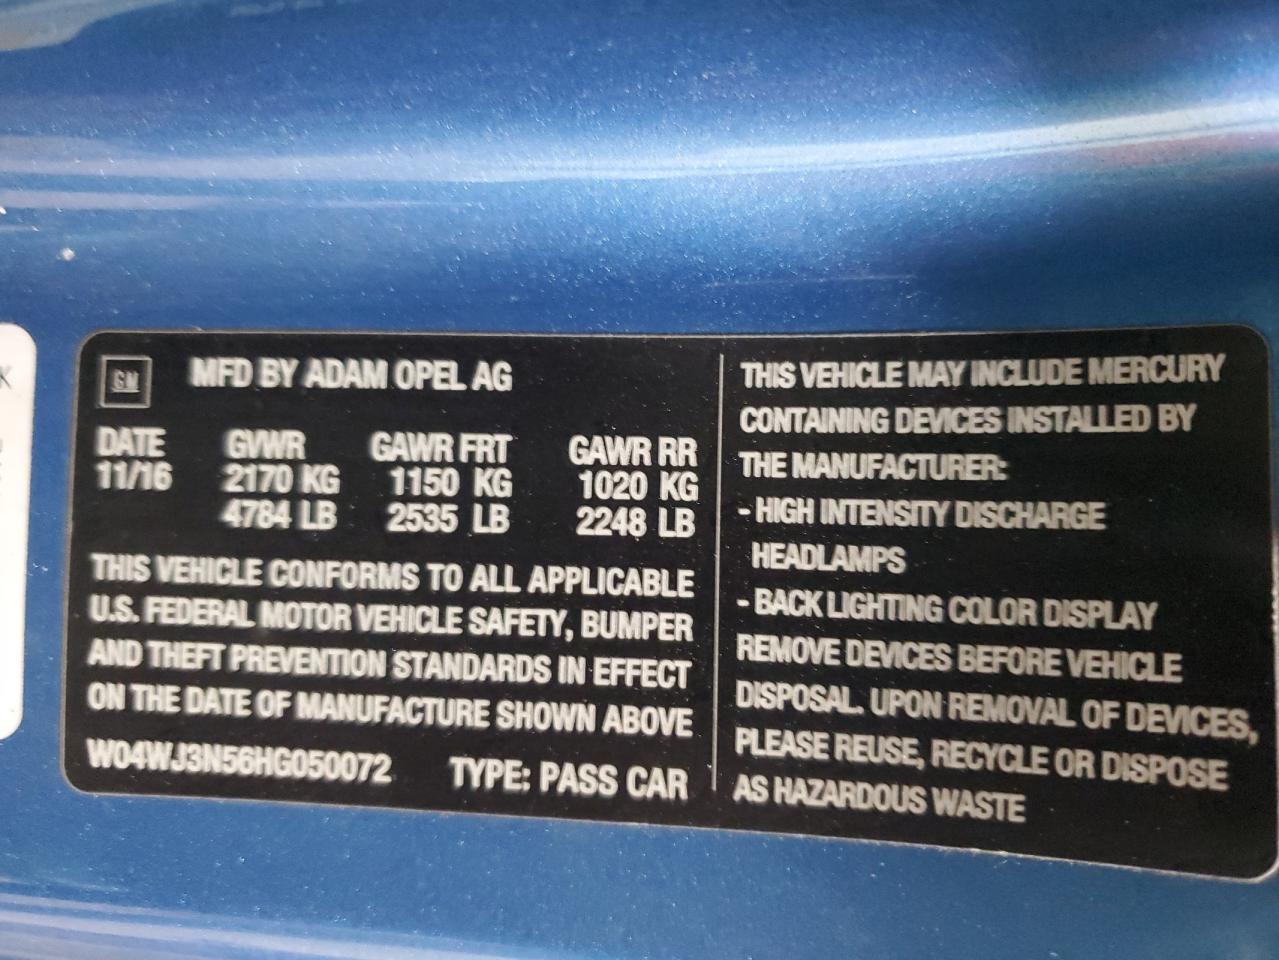 GM
MFD BY ADAM OPEL AG
DATE GVWR GAWR FRT GAWR RR
11/16 2170 KG 1150 KG 1020 KG
4784 LB 2535 LB 2248 LB
THIS VEHICLE CONFORMS TO ALL APPLICABLE
U.S. FEDERAL MOTOR VEHICLE SAFETY, BUMPER
AND THEFT PREVENTION STANDARDS IN EFFECT
ON THE DATE OF MANUFACTURE SHOWN ABOVE
W04WJ3N56HG050072 TYPE: PASS CAR
THIS VEHICLE MAY INCLUDE MERCURY
CONTAINING DEVICES INSTALLED BY
THE MANUFACTURER:
- HIGH INTENSITY DISCHARGE
HEADLAMPS
- BACK LIGHTING COLOR DISPLAY
REMOVE DEVICES BEFORE VEHICLE
DISPOSAL. UPON REMOVAL OF DEVICES,
PLEASE REUSE, RECYCLE OR DISPOSE
AS HAZARDOUS WASTE